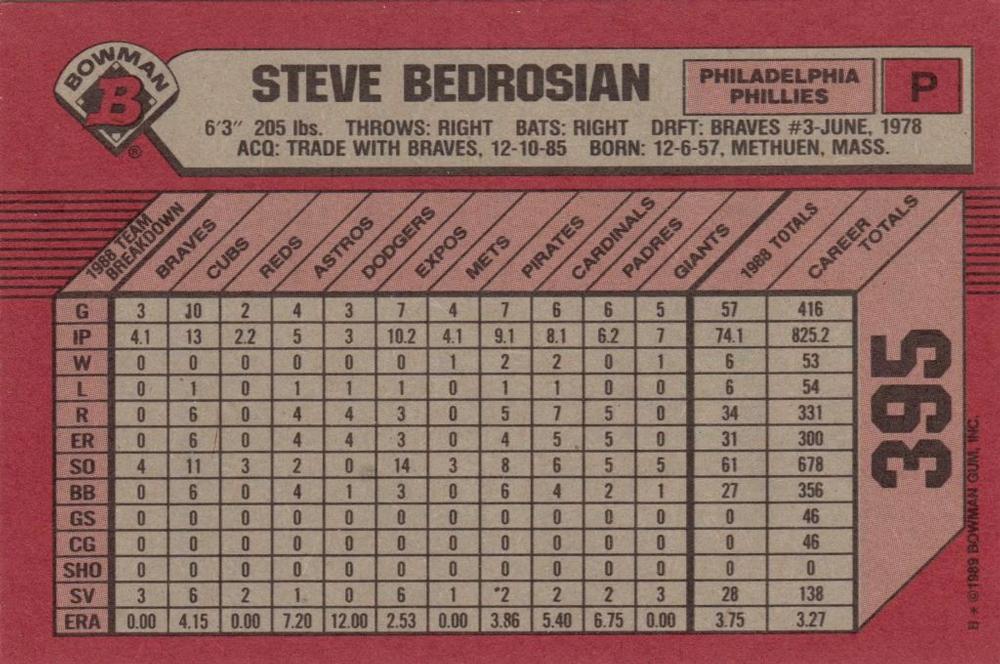 BOWMAN
B
®
STEVE BEDROSIAN
PHILADELPHIA
PHILLIES
P
6'3" 205 lbs. THROWS: RIGHT BATS: RIGHT DRFT: BRAVES #3-JUNE, 1978
ACQ: TRADE WITH BRAVES, 12-10-85 BORN: 12-6-57, METHUEN, MASS.
1988 TEAM BREAKDOWN BRAVES CUBS REDS ASTROS DODGERS EXPOS METS PIRATES CARDINALS PADRES GIANTS 1988 TOTALS CAREER TOTALS
G 3 10 2 4 3 7 4 7 6 6 5 57 416
IP 4.1 13 2.2 5 3 10.2 4.1 9.1 8.1 6.2 7 74.1 825.2
W 0 0 0 0 0 0 1 2 2 0 1 6 53
L 0 1 0 1 1 1 0 1 1 0 0 6 54
R 0 6 0 4 4 3 0 5 7 5 0 34 331
ER 0 6 0 4 4 3 0 4 5 5 0 31 300
SO 4 11 3 2 0 14 3 8 6 5 5 61 678
BB 0 6 0 4 1 3 0 6 4 2 1 27 356
GS 0 0 0 0 0 0 0 0 0 0 0 0 46
CG 0 0 0 0 0 0 0 0 0 0 0 0 46
SHO 0 0 0 0 0 0 0 0 0 0 0 0 0
SV 3 6 2 1 0 6 1 *2 2 2 3 28 138
ERA 0.00 4.15 0.00 7.20 12.00 2.53 0.00 3.86 5.40 6.75 0.00 3.75 3.27
395
B * ©1989 BOWMAN GUM, INC.